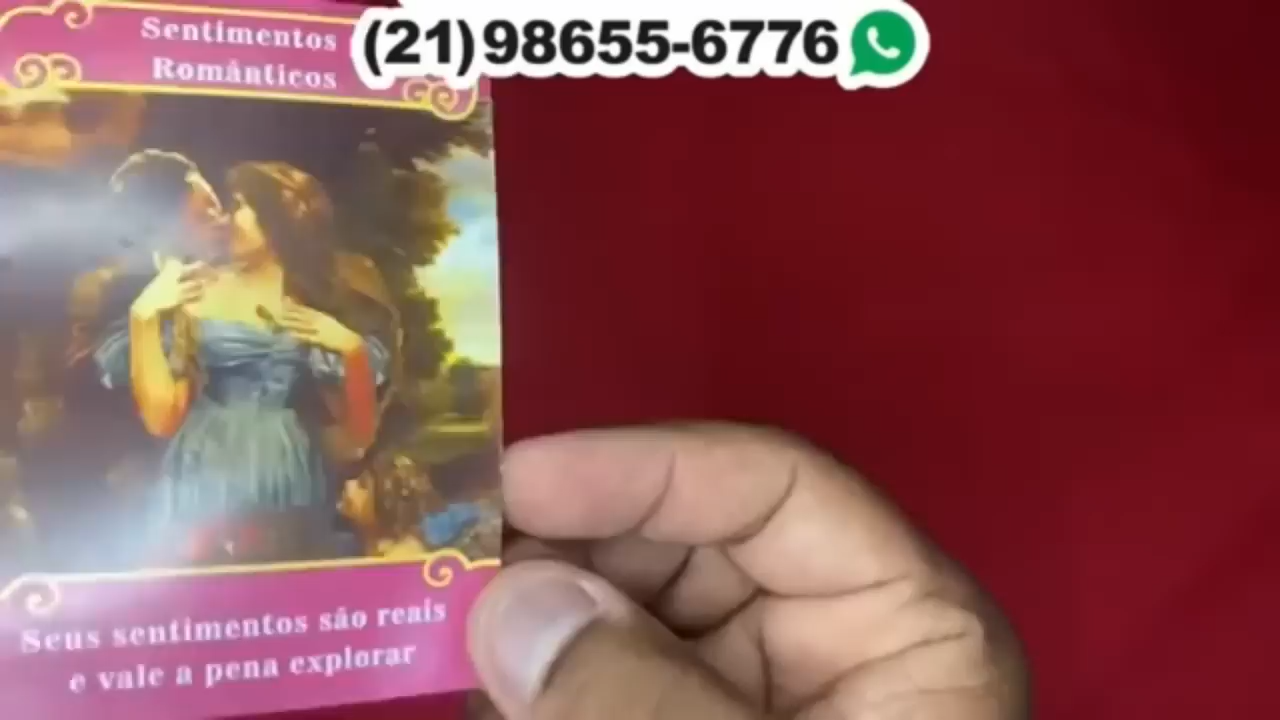 (21)98655-6776
Sentimentos
Românticos
Seus sentimentos são reais
e vale a pena explorar